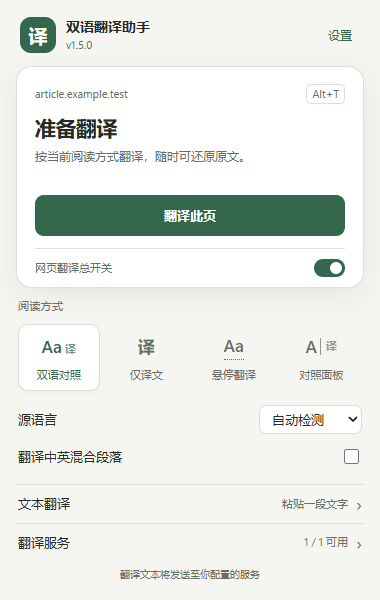 译 双语翻译助手 设置
v1.5.0
article.example.test Alt+T
准备翻译
按当前阅读方式翻译，随时可还原原文。
翻译此页
网页翻译总开关
阅读方式
Aa 译 译 Aa A 译
双语对照 仅译文 悬停翻译 对照面板
源语言 自动检测
翻译中英混合段落
文本翻译 粘贴一段文字 ›
翻译服务 1 / 1 可用 ›
翻译文本将发送至你配置的服务